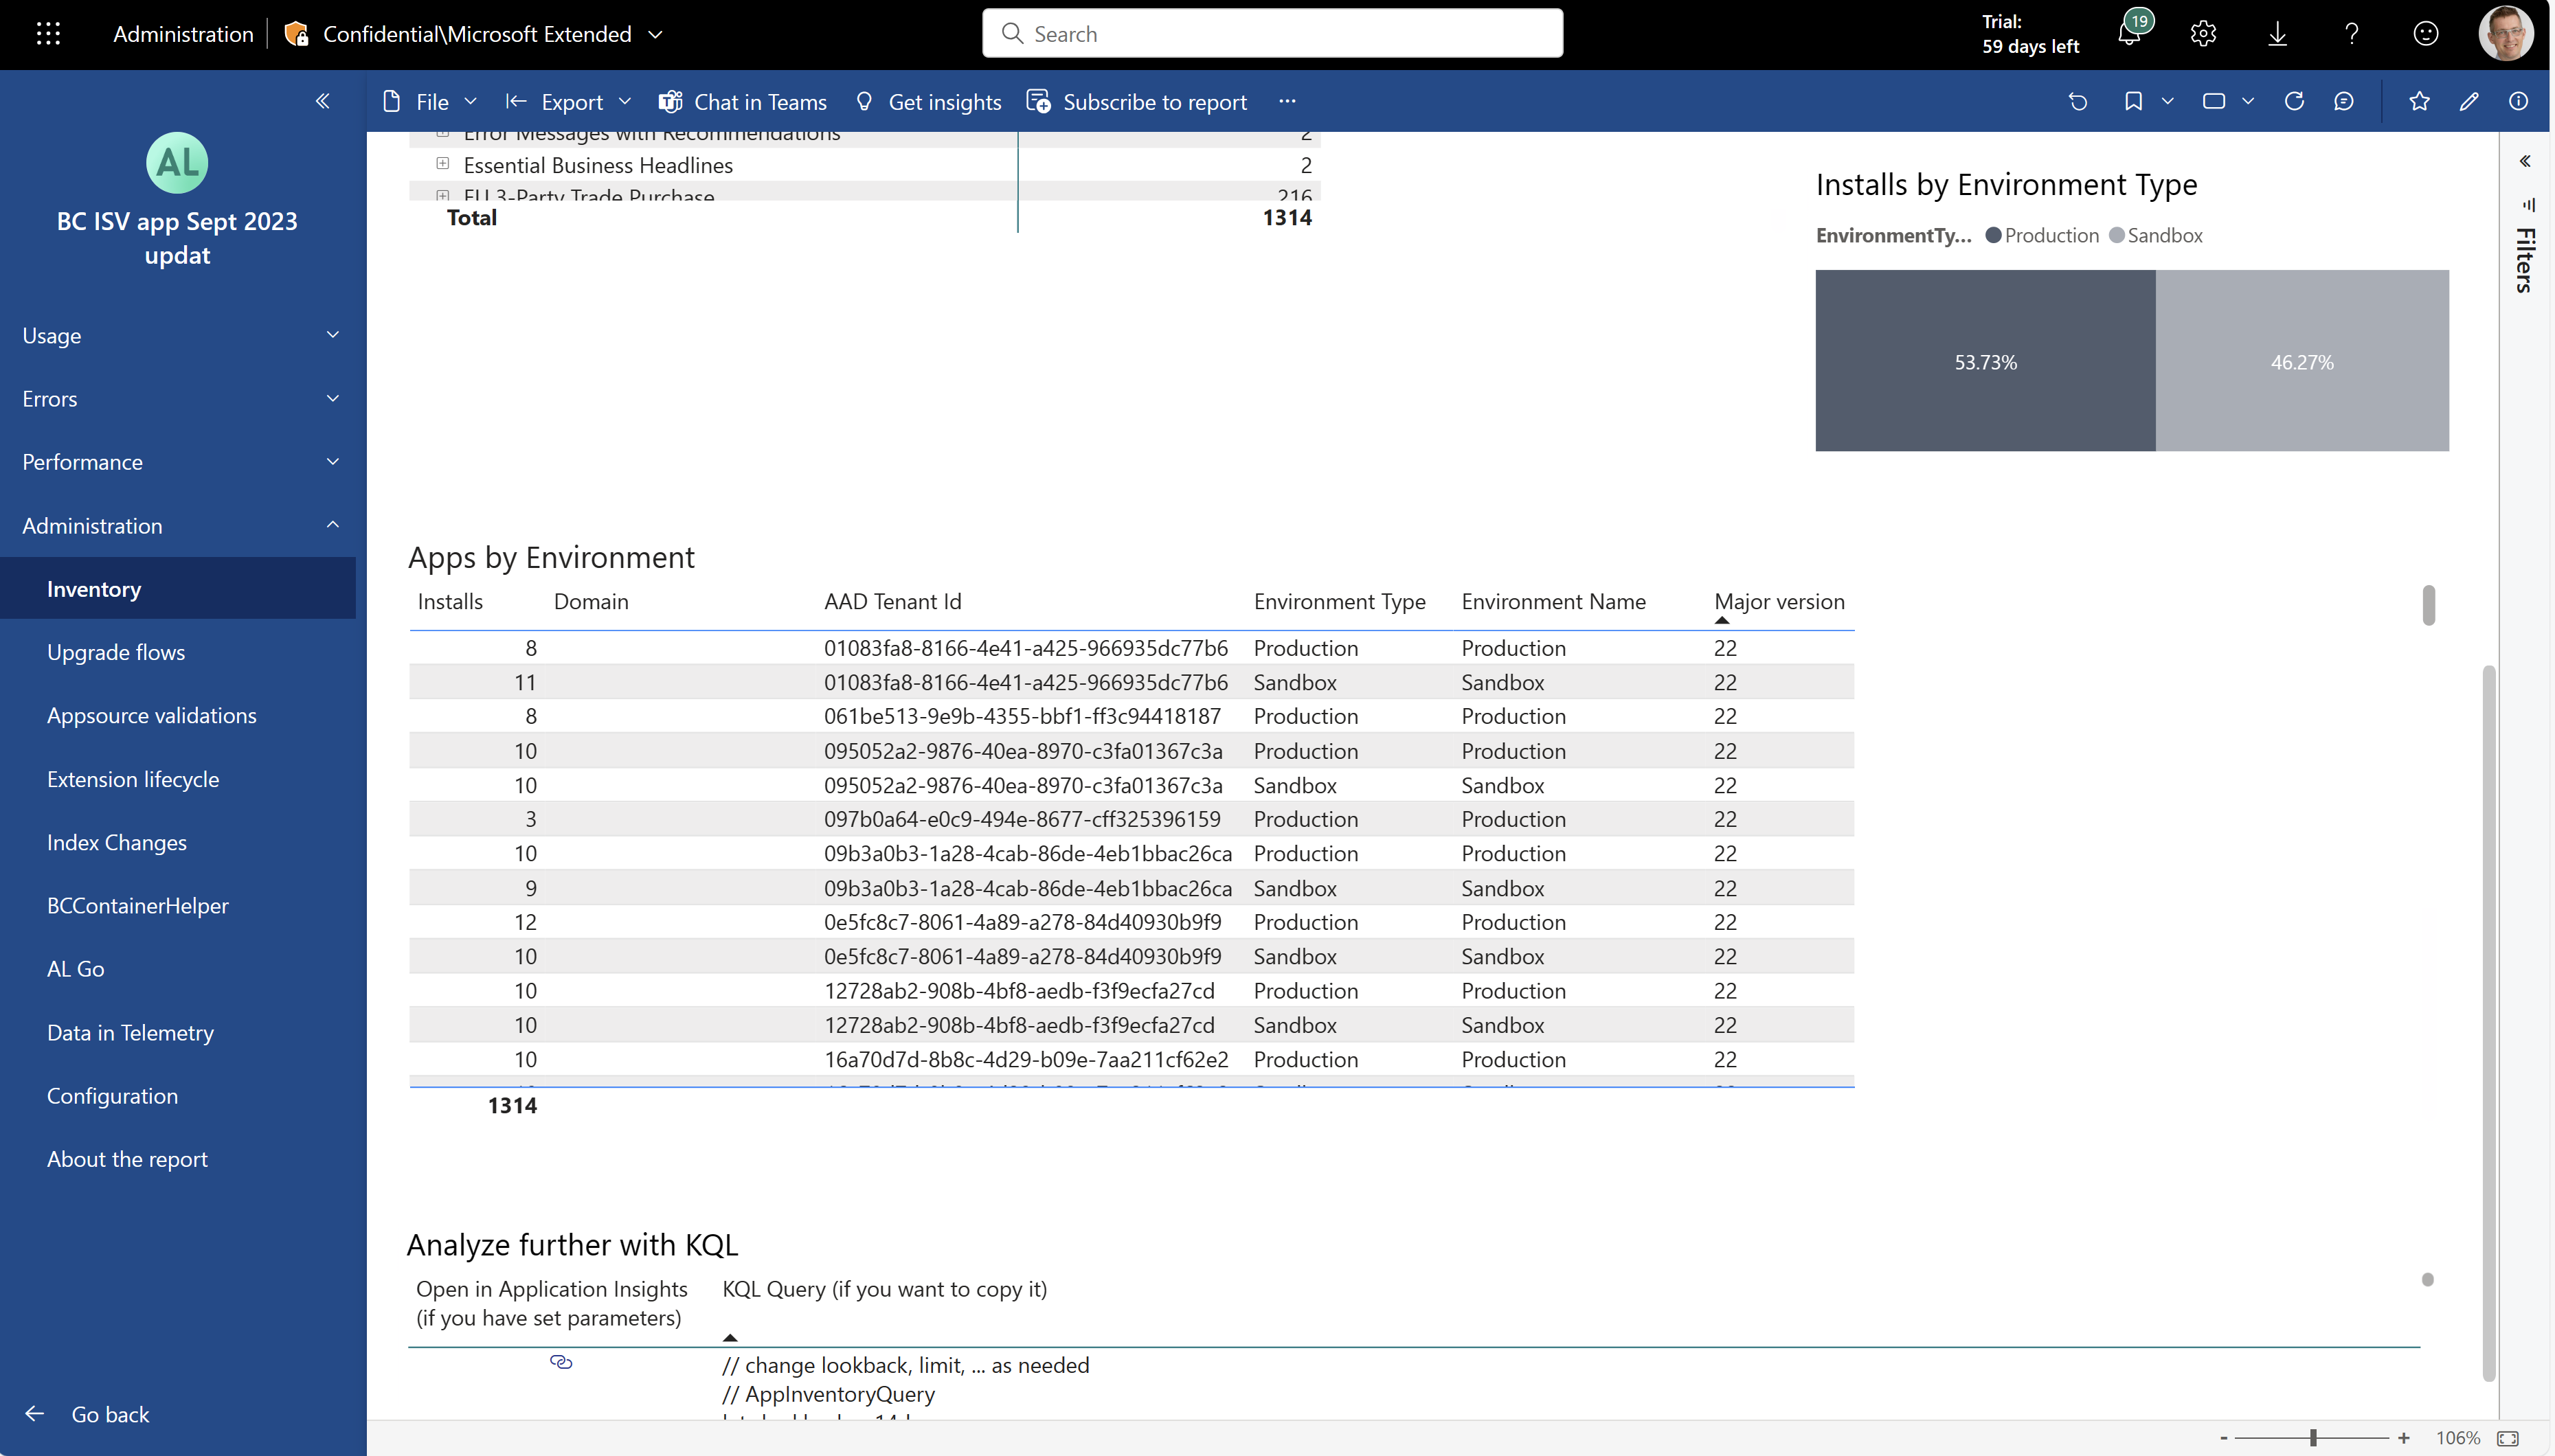 Administration
Confidential\Microsoft Extended
Search
Trial:
59 days left
19
File
Export
Chat in Teams
Get insights
Subscribe to report
AL
BC ISV app Sept 2023
updat
Usage
Errors
Performance
Administration
Inventory
Upgrade flows
Appsource validations
Extension lifecycle
Index Changes
BCContainerHelper
AL Go
Data in Telemetry
Configuration
About the report
Go back
Error Messages with Recommendations 2
Essential Business Headlines 2
EU 3-Party Trade Purchase 216
Total 1314
Installs by Environment Type
EnvironmentTy... Production Sandbox
53.73% 46.27%
Filters
Apps by Environment
Installs Domain AAD Tenant Id Environment Type Environment Name Major version
8 01083fa8-8166-4e41-a425-966935dc77b6 Production Production 22
11 01083fa8-8166-4e41-a425-966935dc77b6 Sandbox Sandbox 22
8 061be513-9e9b-4355-bbf1-ff3c94418187 Production Production 22
10 095052a2-9876-40ea-8970-c3fa01367c3a Production Production 22
10 095052a2-9876-40ea-8970-c3fa01367c3a Sandbox Sandbox 22
3 097b0a64-e0c9-494e-8677-cff325396159 Production Production 22
10 09b3a0b3-1a28-4cab-86de-4eb1bbac26ca Production Production 22
9 09b3a0b3-1a28-4cab-86de-4eb1bbac26ca Sandbox Sandbox 22
12 0e5fc8c7-8061-4a89-a278-84d40930b9f9 Production Production 22
10 0e5fc8c7-8061-4a89-a278-84d40930b9f9 Sandbox Sandbox 22
10 12728ab2-908b-4bf8-aedb-f3f9ecfa27cd Production Production 22
10 12728ab2-908b-4bf8-aedb-f3f9ecfa27cd Sandbox Sandbox 22
10 16a70d7d-8b8c-4d29-b09e-7aa211cf62e2 Production Production 22
1314
Analyze further with KQL
Open in Application Insights
(if you have set parameters)
KQL Query (if you want to copy it)
// change lookback, limit, ... as needed
// AppInventoryQuery
- + 106%